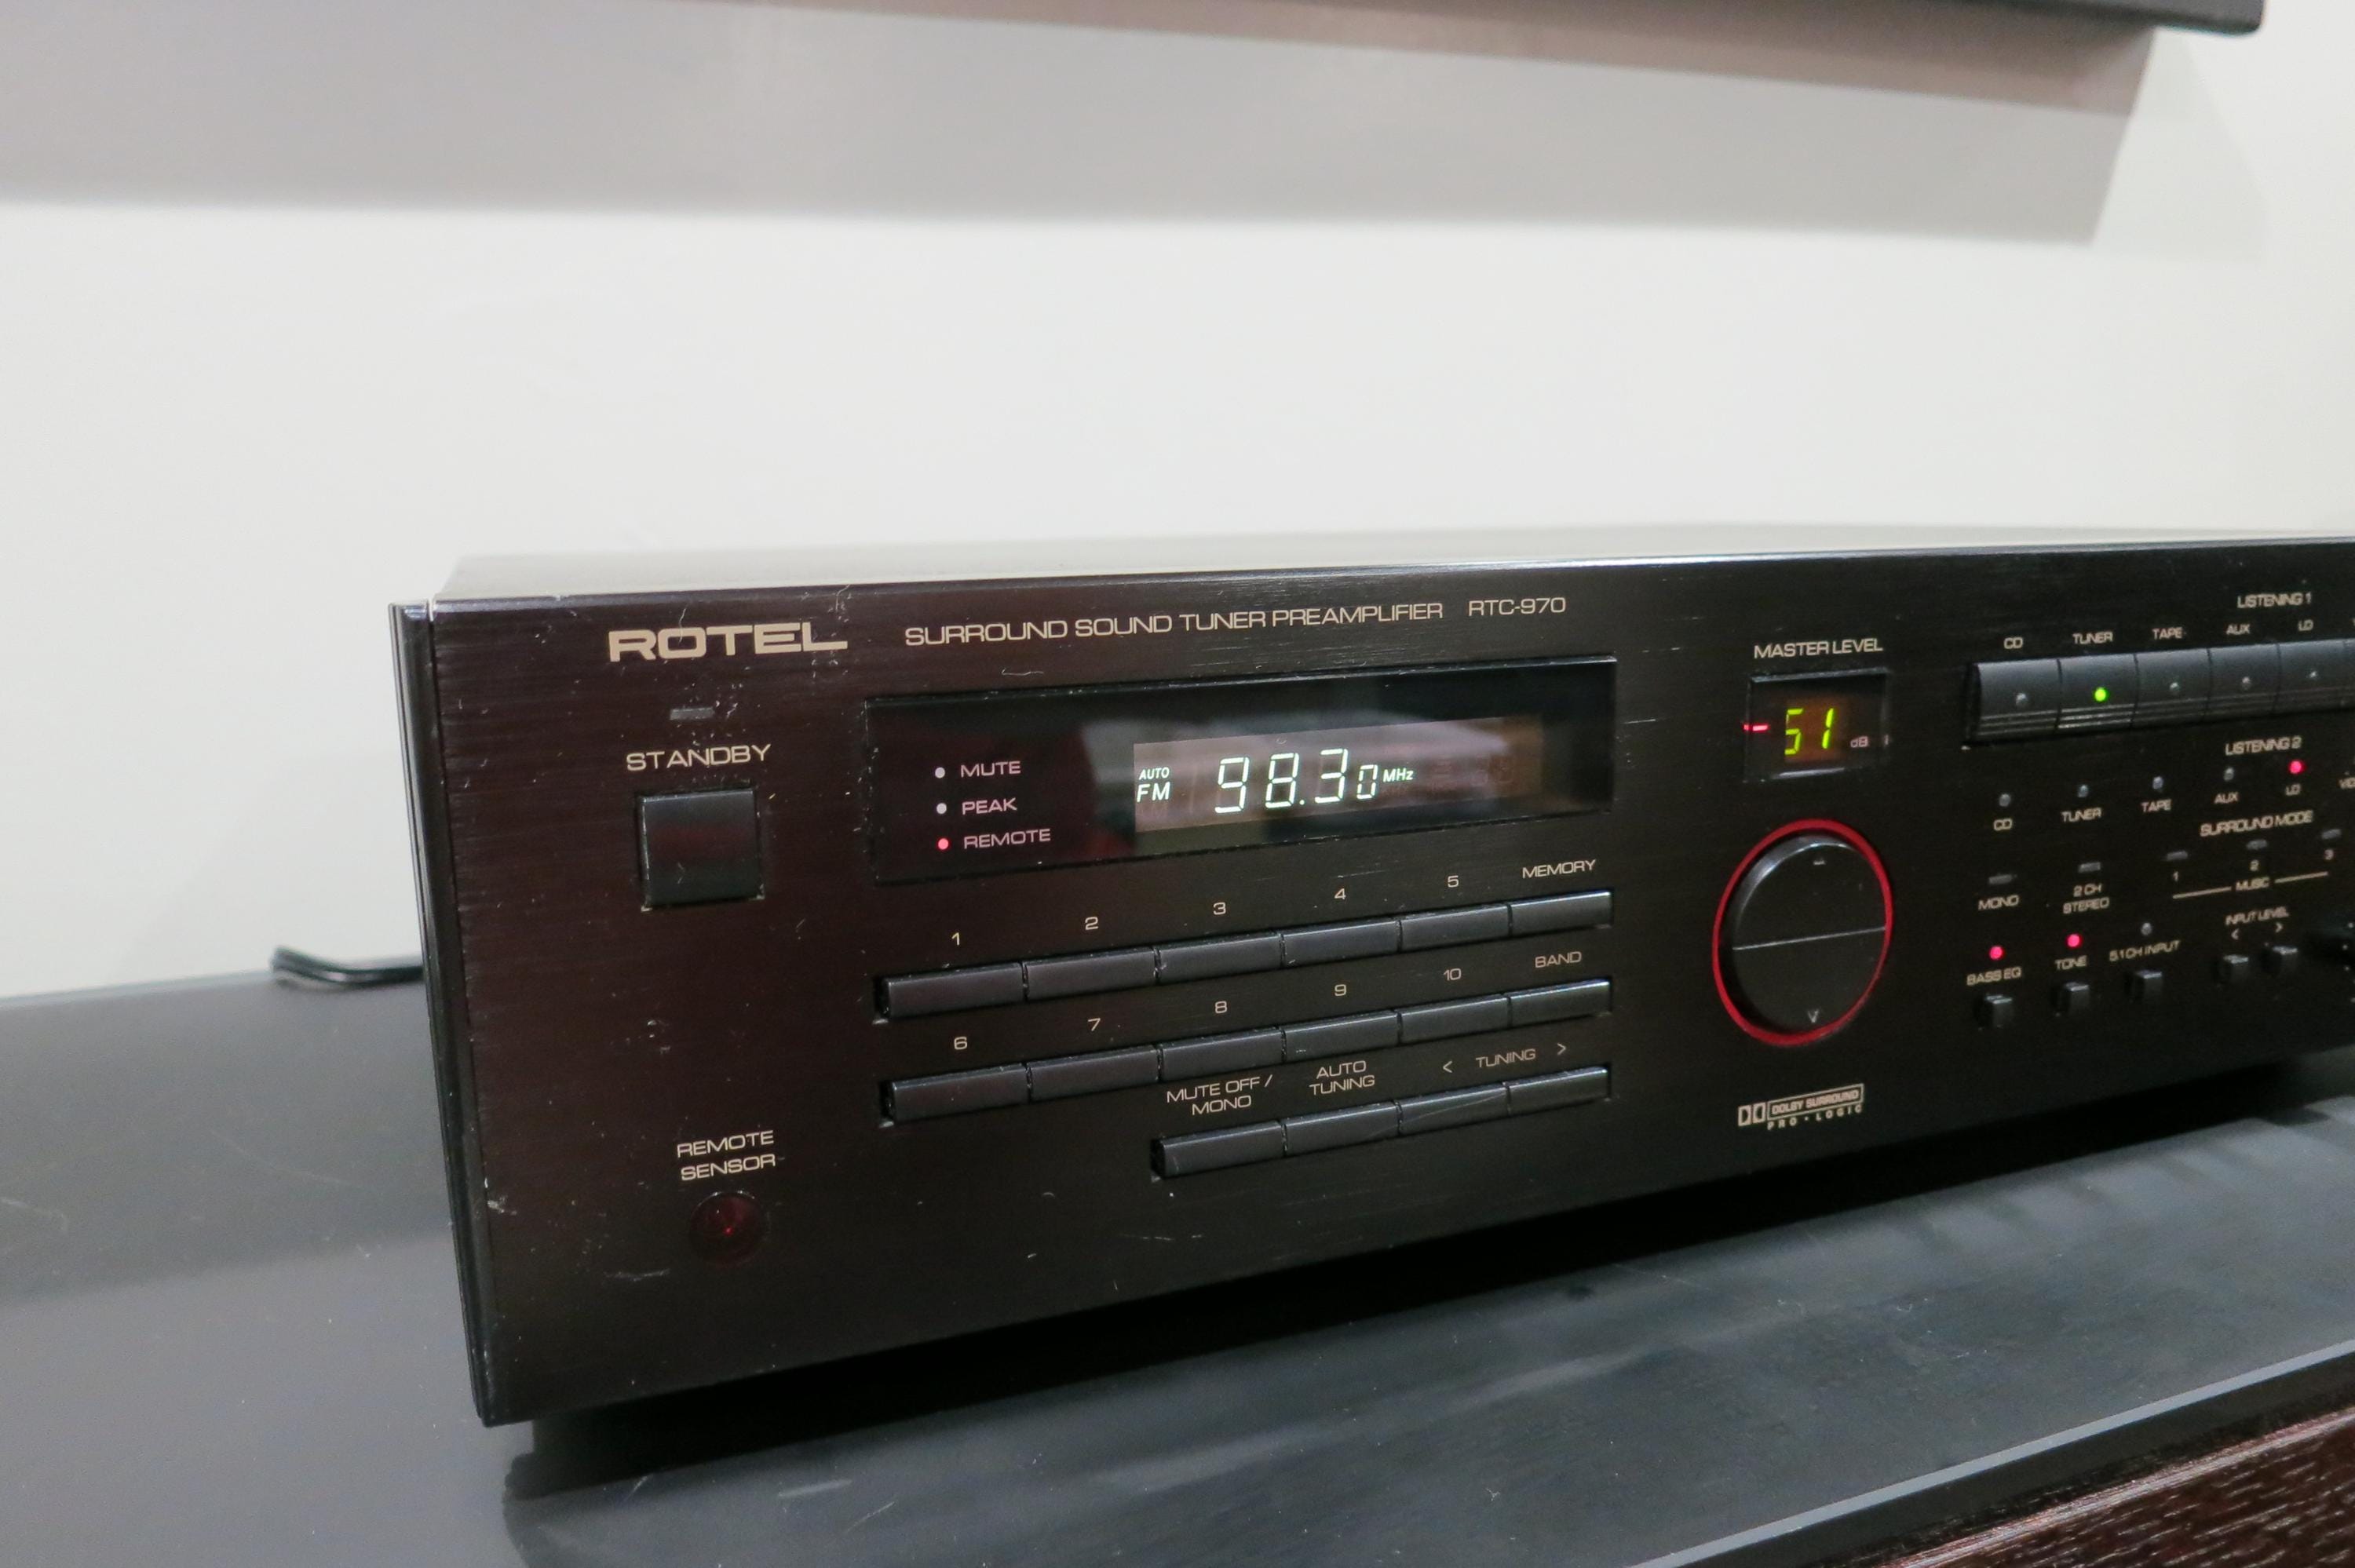 ROTEL
SURROUND SOUND TUNER PREAMPLIFIER RTC-970
STANDBY
MUTE
PEAK
REMOTE
AUTO
FM 98.30 MHz
1 2 3 4 5 MEMORY
6 7 8 9 10 BAND
MUTE OFF /
MONO
AUTO
TUNING
< TUNING >
REMOTE
SENSOR
MASTER LEVEL
-51 dB
DOLBY SURROUND
PRO • LOGIC
LISTENING 1
CD TUNER TAPE AUX LD
LISTENING 2
CD TUNER TAPE AUX LD
SURROUND MODE
MONO
2 CH
STEREO
1 2 3
MUSIC
INPUT LEVEL
< >
BASS EQ TONE 5.1CH INPUT